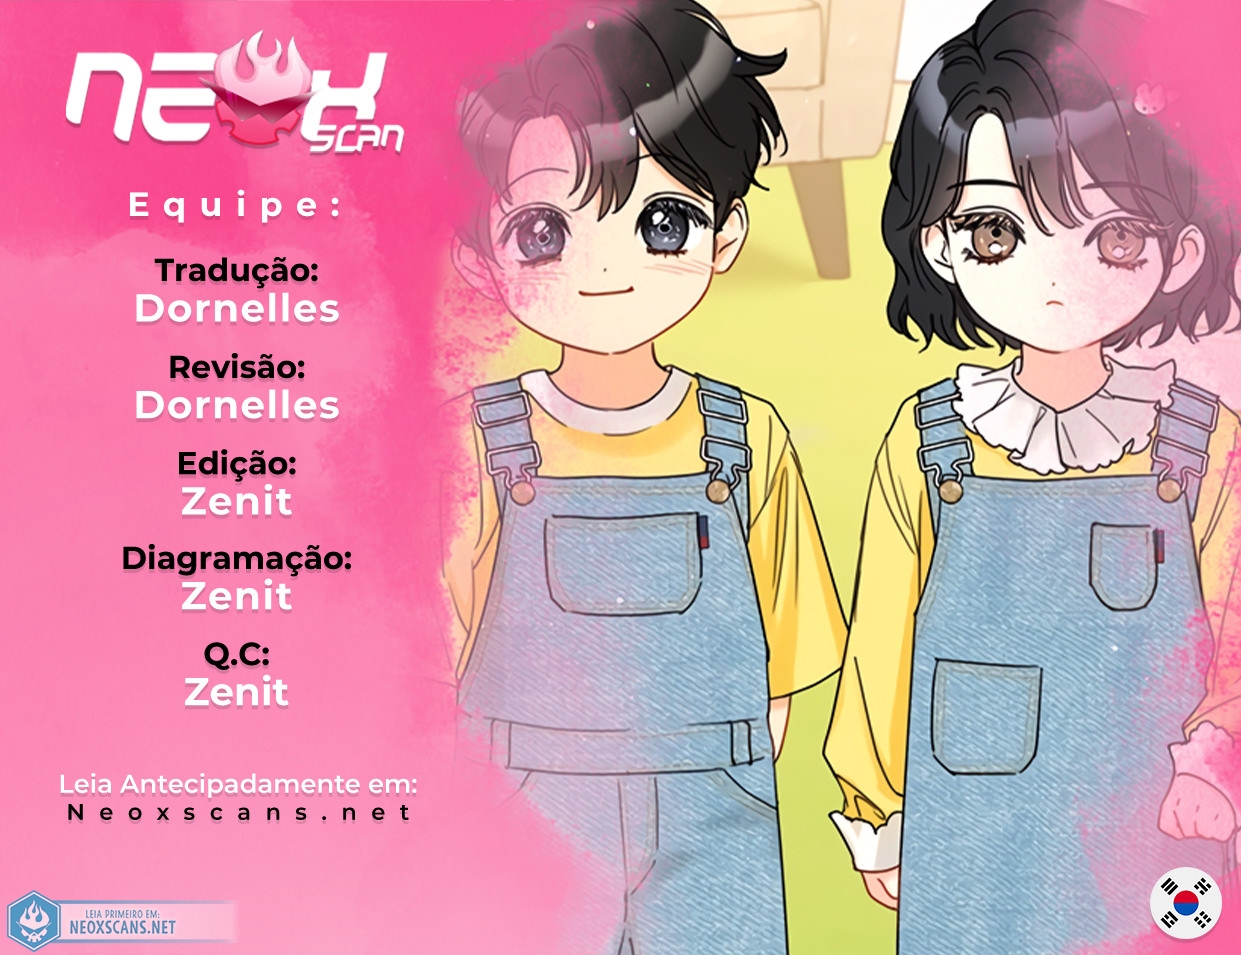 NEOX
SCAN
Equipe:
Tradução:
Dornelles
Revisão:
Dornelles
Edição:
Zenit
Diagramação:
Zenit
Q.C:
Zenit
Leia Antecipadamente em:
Neoxscans.net
LEIA PRIMEIRO EM:
NEOXSCANS.NET